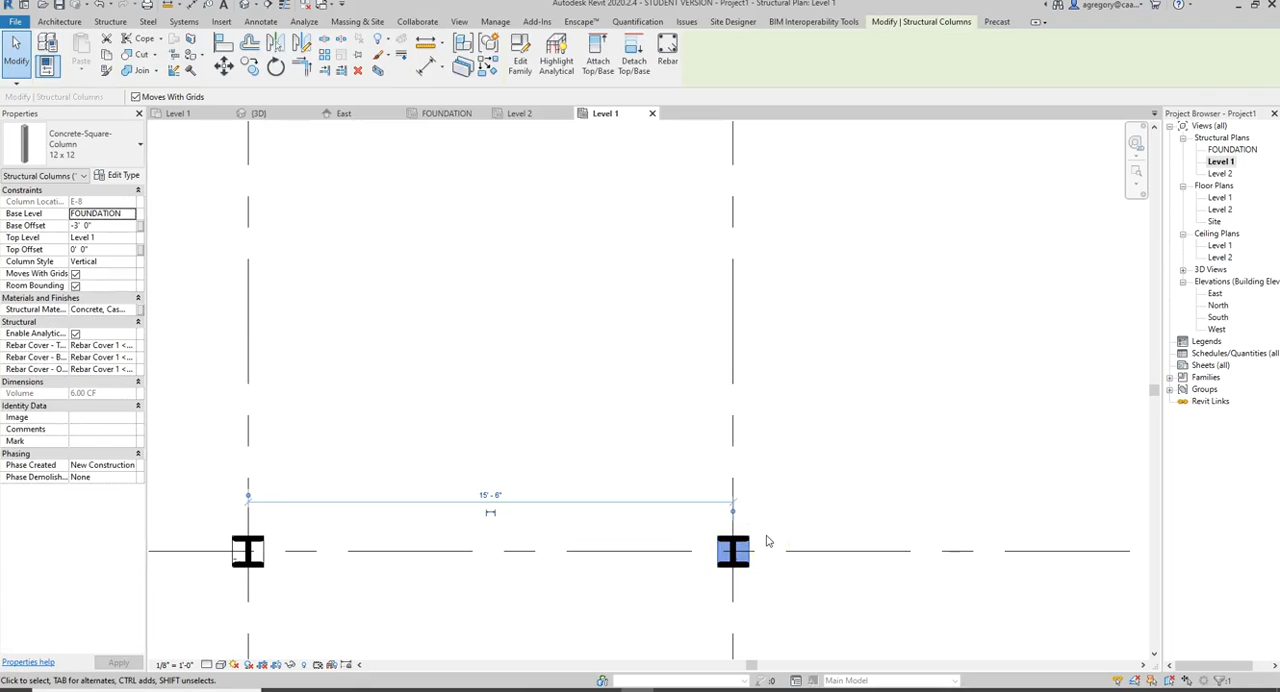 Autodesk Revit 2020.2.4 - STUDENT VERSION - Project1 - Structural Plan: Level 1
agregory@caa...
File Architecture Structure Steel Systems Insert Annotate Analyze Massing & Site Collaborate View Manage Add-Ins Enscape™ Quantification Issues Site Designer BIM Interoperability Tools Modify | Structural Columns Precast
Modify Paste Cope Cut Join Edit Family Highlight Analytical Attach Top/Base Detach Top/Base Rebar
Modify | Structural Columns Moves With Grids
Properties
Level 1 {3D} East FOUNDATION Level 2 Level 1
Concrete-Square-Column
12 x 12
Structural Columns (1 Edit Type
Constraints
Column Locati... E-8
Base Level FOUNDATION
Base Offset -3' 0"
Top Level Level 1
Top Offset 0' 0"
Column Style Vertical
Moves With Grids
Room Bounding
Materials and Finishes
Structural Mate... Concrete, Cas...
Structural
Enable Analytic...
Rebar Cover - T... Rebar Cover 1 <...
Rebar Cover - B... Rebar Cover 1 <...
Rebar Cover - O... Rebar Cover 1 <...
Dimensions
Volume 6.00 CF
Identity Data
Image
Comments
Mark
Phasing
Phase Created New Construction
Phase Demolish... None
Properties help Apply
15' - 6"
Project Browser - Project1
Views (all)
Structural Plans
FOUNDATION
Level 1
Level 2
Floor Plans
Level 1
Level 2
Site
Ceiling Plans
Level 1
Level 2
3D Views
Elevations (Building Elev
East
North
South
West
Legends
Schedules/Quantities (all
Sheets (all)
Families
Groups
Revit Links
1/8" = 1'-0"
Click to select, TAB for alternates, CTRL adds, SHIFT unselects. :0 Main Model :1